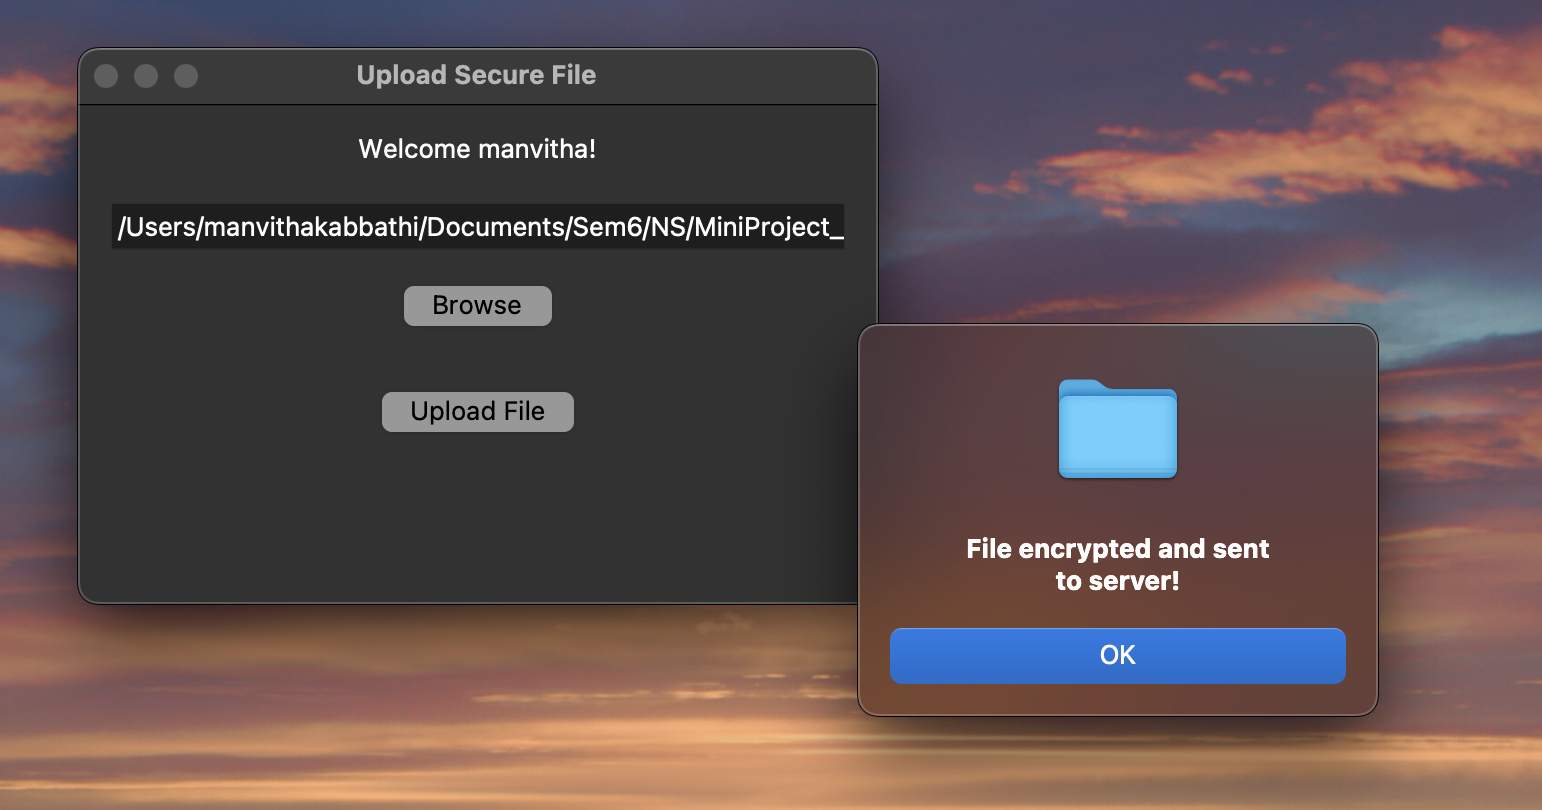 Upload Secure File
Welcome manvitha!
/Users/manvithakabbathi/Documents/Sem6/NS/MiniProject_
Browse
Upload File
File encrypted and sent
to server!
OK